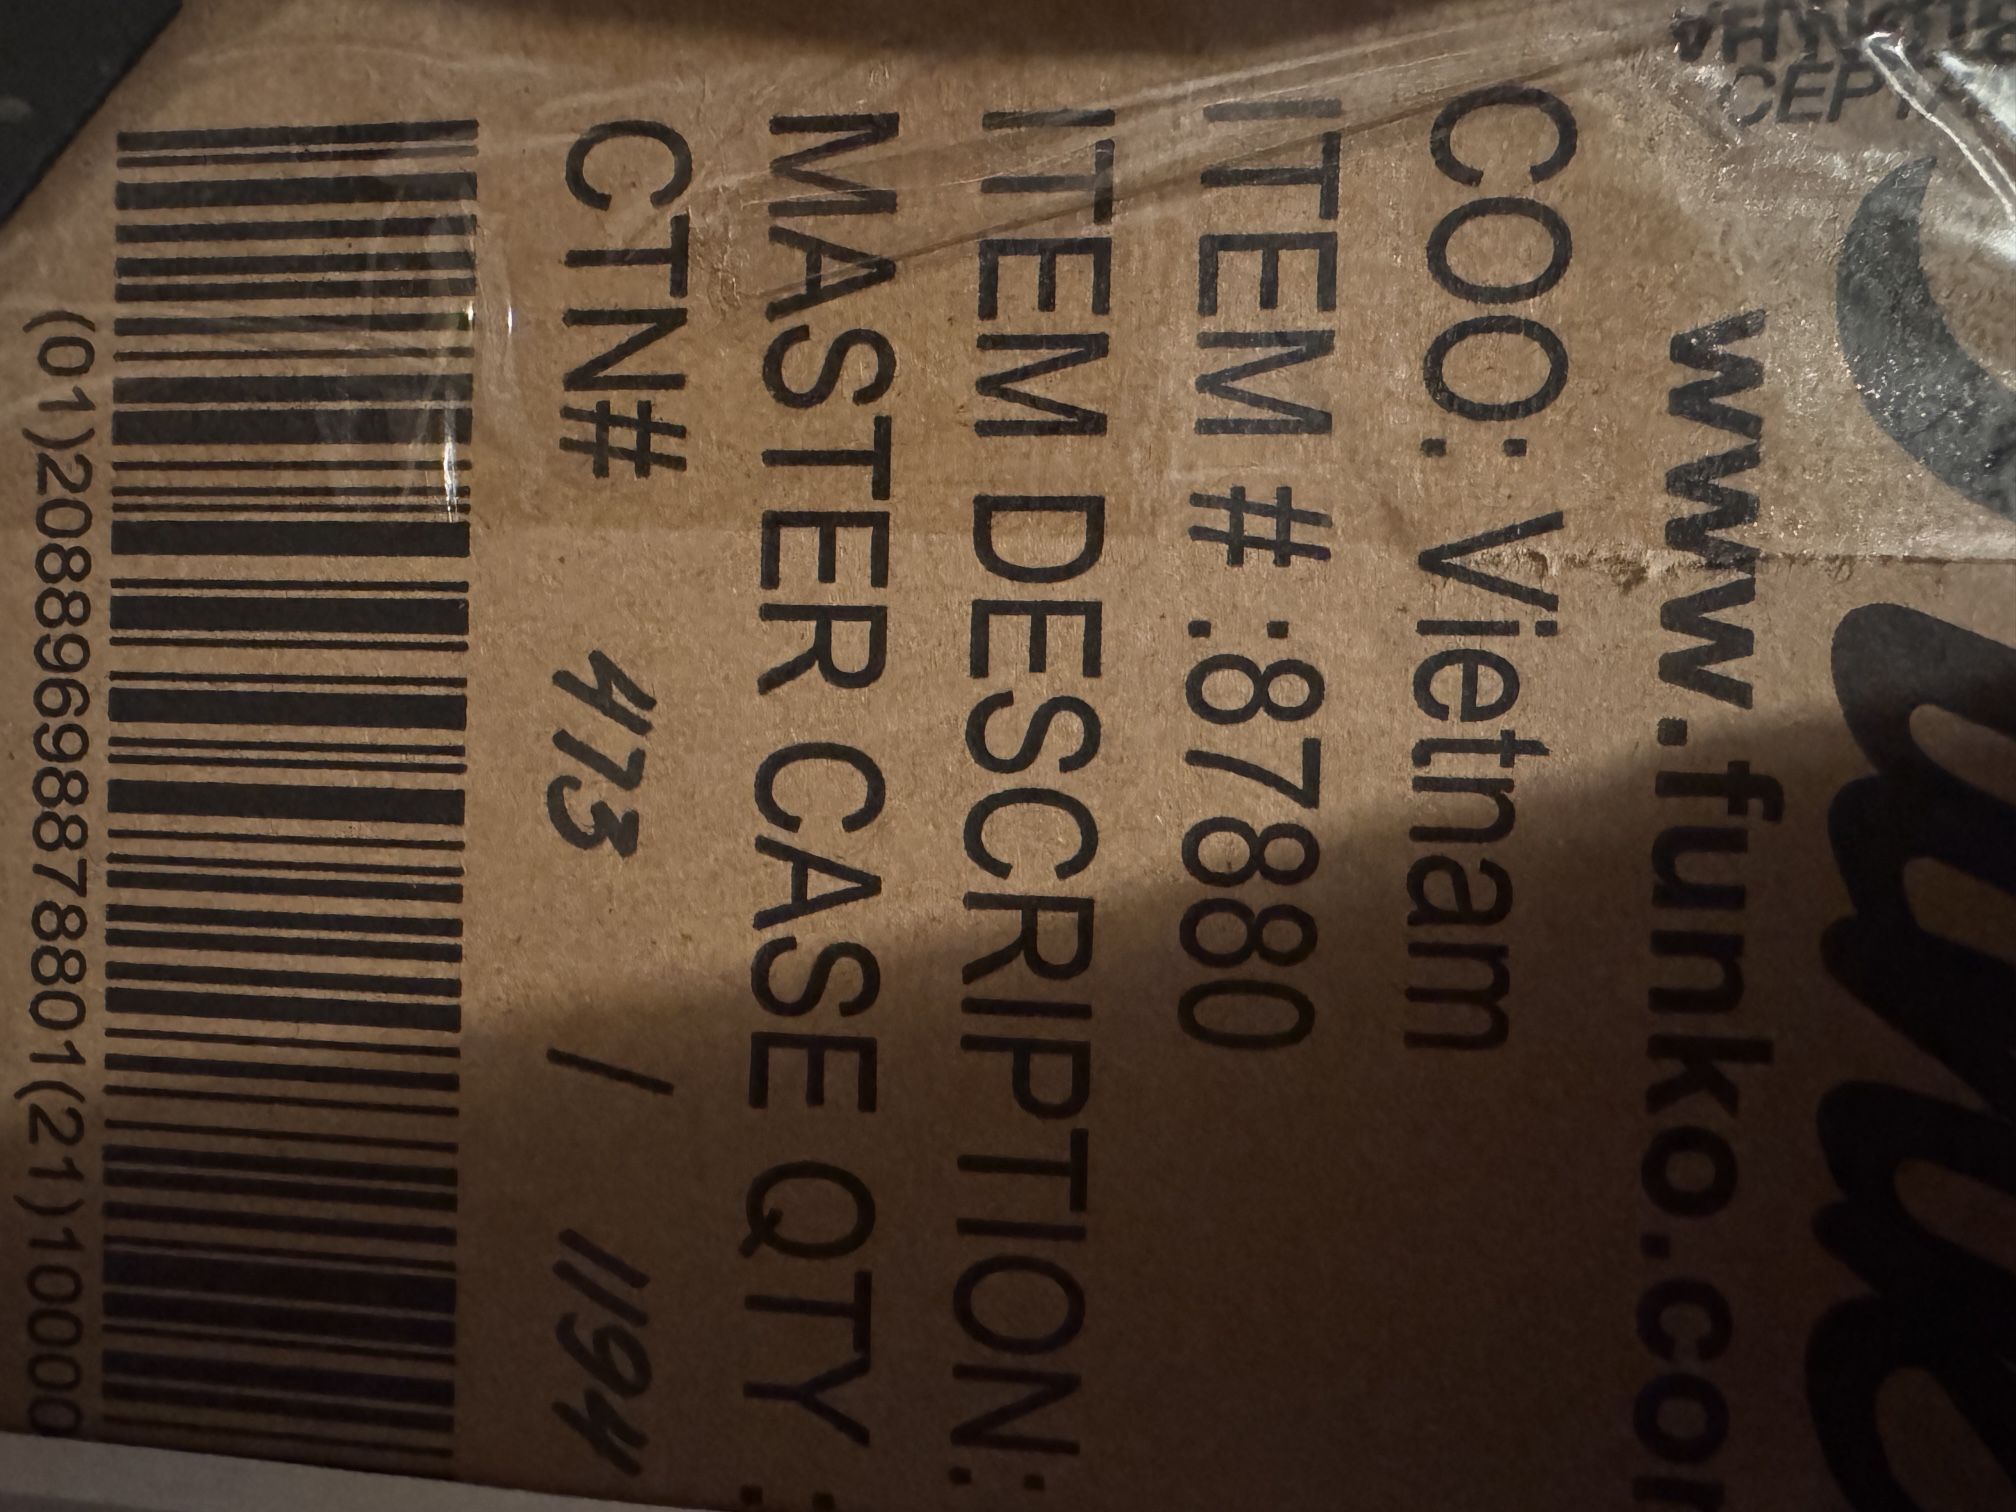 www.funko.co
COO: Vietnam
ITEM # :87880
ITEM DESCRIPTION:
MASTER CASE QTY :
CTN# 473 / 1194
(01)20889698878801(21)10000